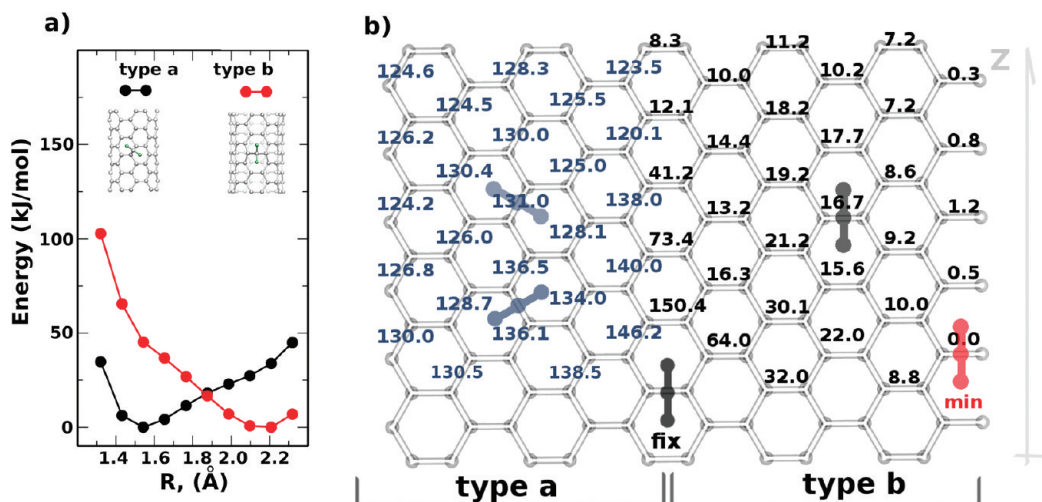 a)
type a type b
Energy (kJ/mol)
150
100
50
0
1.4 1.6 1.8 2.0 2.2
R, (Å)
b)
Z
8.3 11.2 7.2
124.6 128.3 123.5 10.0 10.2 0.3
124.5 125.5 12.1 18.2 7.2
126.2 130.0 120.1 14.4 17.7 0.8
130.4 125.0 41.2 19.2 8.6
124.2 131.0 138.0 13.2 16.7 1.2
126.0 128.1 73.4 21.2 9.2
126.8 136.5 140.0 16.3 15.6 0.5
128.7 134.0 150.4 30.1 10.0
130.0 136.1 146.2 64.0 22.0 0.0
130.5 138.5 32.0 8.8
min
fix
type a type b